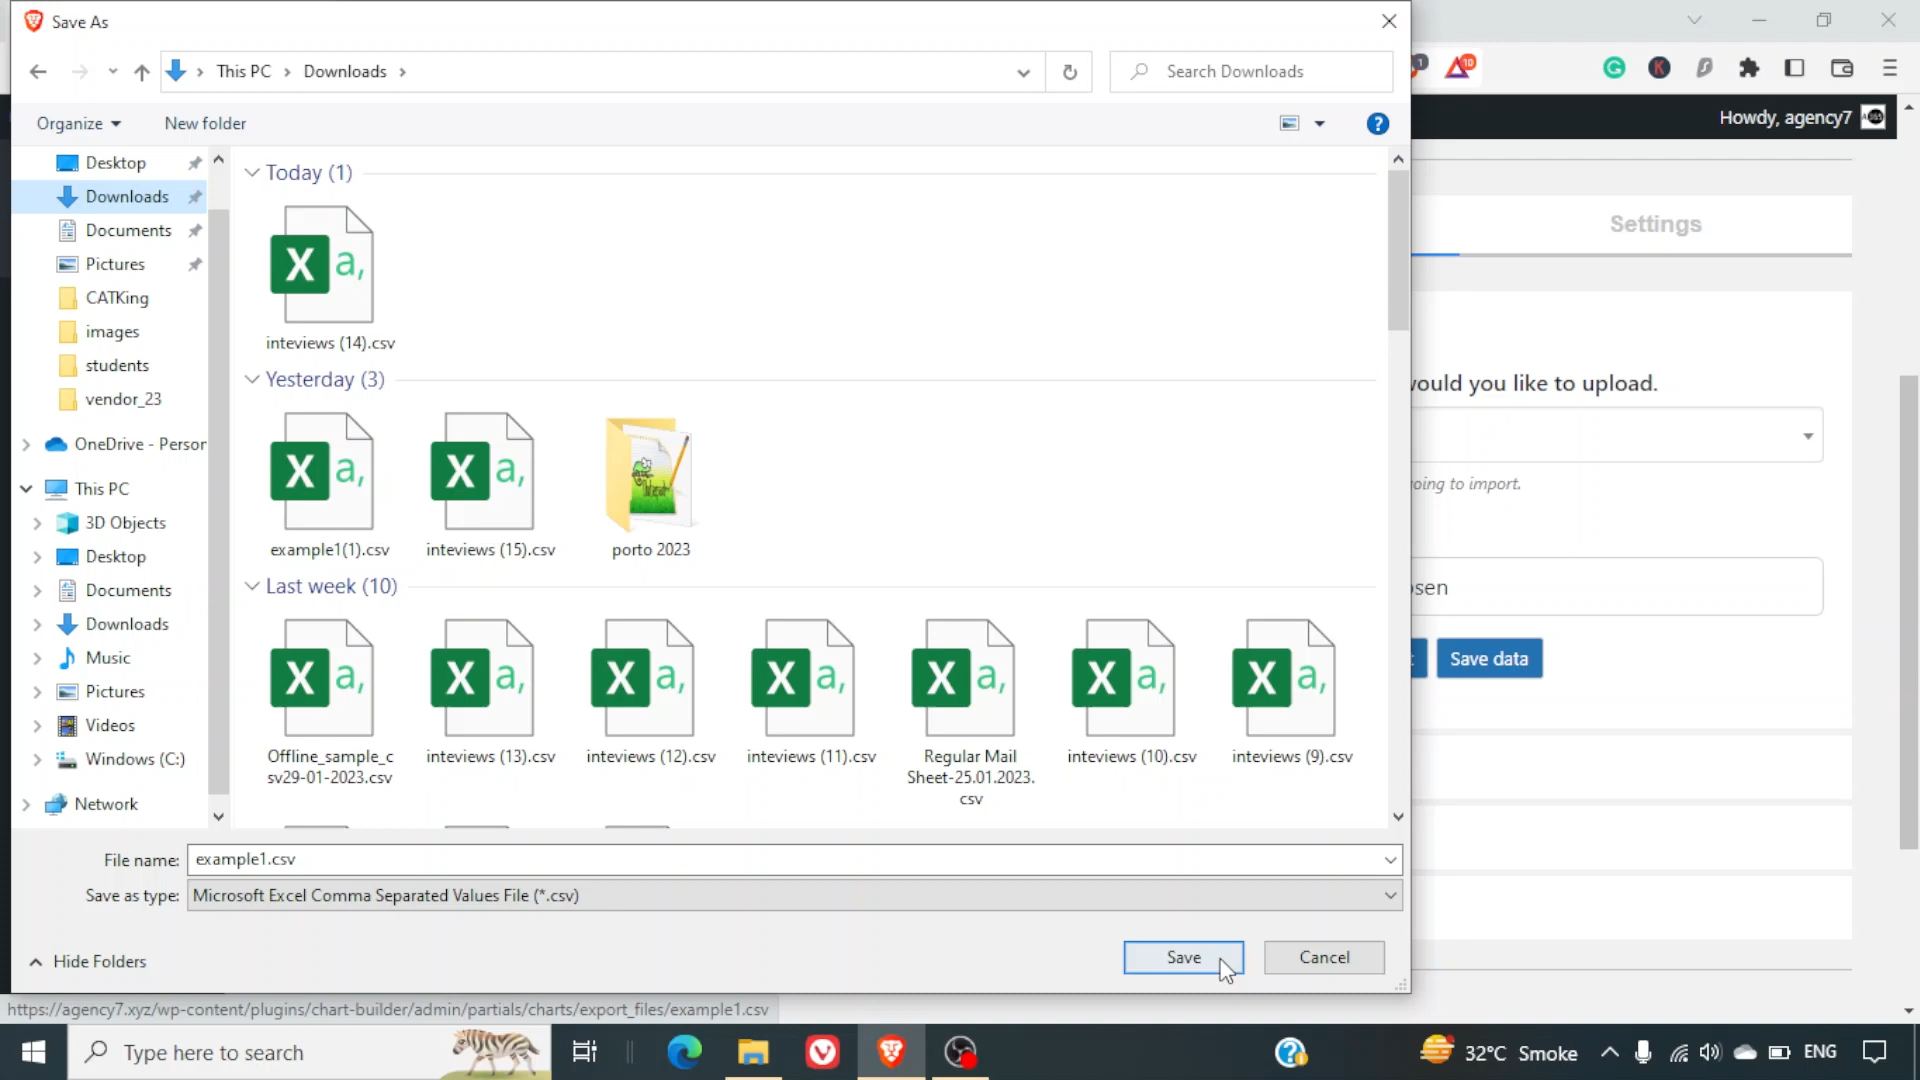 Save As
This PC > Downloads >
Search Downloads
1
10
Organize
New folder
?
Howdy, agency7
Desktop
Downloads
Documents
Pictures
CATKing
images
students
vendor_23
OneDrive - Person
This PC
3D Objects
Desktop
Documents
Downloads
Music
Pictures
Videos
Windows (C:)
Network
Today (1)
inteviews (14).csv
Yesterday (3)
example1(1).csv
inteviews (15).csv
porto 2023
Last week (10)
Offline_sample_c
sv29-01-2023.csv
inteviews (13).csv
inteviews (12).csv
inteviews (11).csv
Regular Mail
Sheet-25.01.2023.
csv
inteviews (10).csv
inteviews (9).csv
Settings
would you like to upload.
oing to import.
osen
Save data
File name: example1.csv
Save as type: Microsoft Excel Comma Separated Values File (*.csv)
Hide Folders
Save
Cancel
https://agency7.xyz/wp-content/plugins/chart-builder/admin/partials/charts/export_files/example1.csv
Type here to search
32°C Smoke
ENG